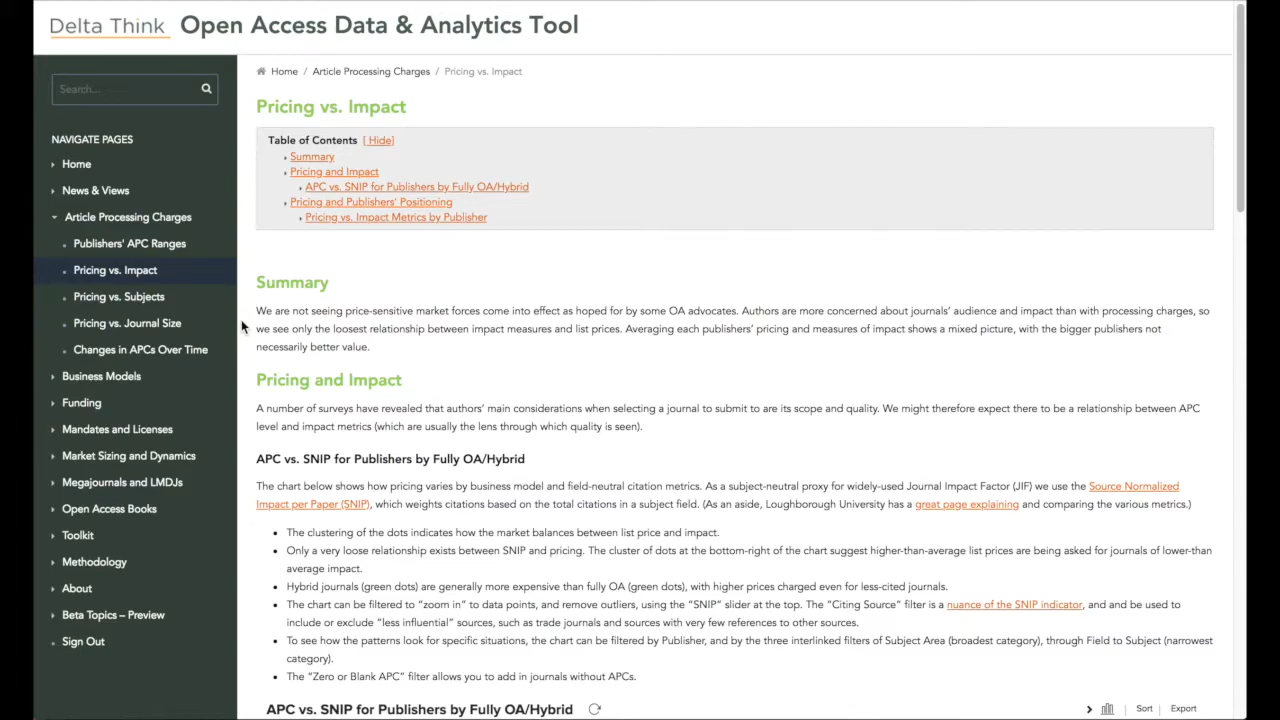 Delta Think Open Access Data & Analytics Tool
Search...
NAVIGATE PAGES
Home
News & Views
Article Processing Charges
Publishers' APC Ranges
Pricing vs. Impact
Pricing vs. Subjects
Pricing vs. Journal Size
Changes in APCs Over Time
Business Models
Funding
Mandates and Licenses
Market Sizing and Dynamics
Megajournals and LMDJs
Open Access Books
Toolkit
Methodology
About
Beta Topics – Preview
Sign Out
Home / Article Processing Charges / Pricing vs. Impact
Pricing vs. Impact
Table of Contents [ Hide]
Summary
Pricing and Impact
APC vs. SNIP for Publishers by Fully OA/Hybrid
Pricing and Publishers' Positioning
Pricing vs. Impact Metrics by Publisher
Summary
We are not seeing price-sensitive market forces come into effect as hoped for by some OA advocates. Authors are more concerned about journals' audience and impact than with processing charges, so
we see only the loosest relationship between impact measures and list prices. Averaging each publishers' pricing and measures of impact shows a mixed picture, with the bigger publishers not
necessarily better value.
Pricing and Impact
A number of surveys have revealed that authors' main considerations when selecting a journal to submit to are its scope and quality. We might therefore expect there to be a relationship between APC
level and impact metrics (which are usually the lens through which quality is seen).
APC vs. SNIP for Publishers by Fully OA/Hybrid
The chart below shows how pricing varies by business model and field-neutral citation metrics. As a subject-neutral proxy for widely-used Journal Impact Factor (JIF) we use the Source Normalized
Impact per Paper (SNIP), which weights citations based on the total citations in a subject field. (As an aside, Loughborough University has a great page explaining and comparing the various metrics.)
• The clustering of the dots indicates how the market balances between list price and impact.
• Only a very loose relationship exists between SNIP and pricing. The cluster of dots at the bottom-right of the chart suggest higher-than-average list prices are being asked for journals of lower-than
average impact.
• Hybrid journals (green dots) are generally more expensive than fully OA (green dots), with higher prices charged even for less-cited journals.
• The chart can be filtered to "zoom in" to data points, and remove outliers, using the "SNIP" slider at the top. The "Citing Source" filter is a nuance of the SNIP indicator, and and be used to
include or exclude "less influential" sources, such as trade journals and sources with very few references to other sources.
• To see how the patterns look for specific situations, the chart can be filtered by Publisher, and by the three interlinked filters of Subject Area (broadest category), through Field to Subject (narrowest
category).
• The "Zero or Blank APC" filter allows you to add in journals without APCs.
APC vs. SNIP for Publishers by Fully OA/Hybrid
Sort
Export